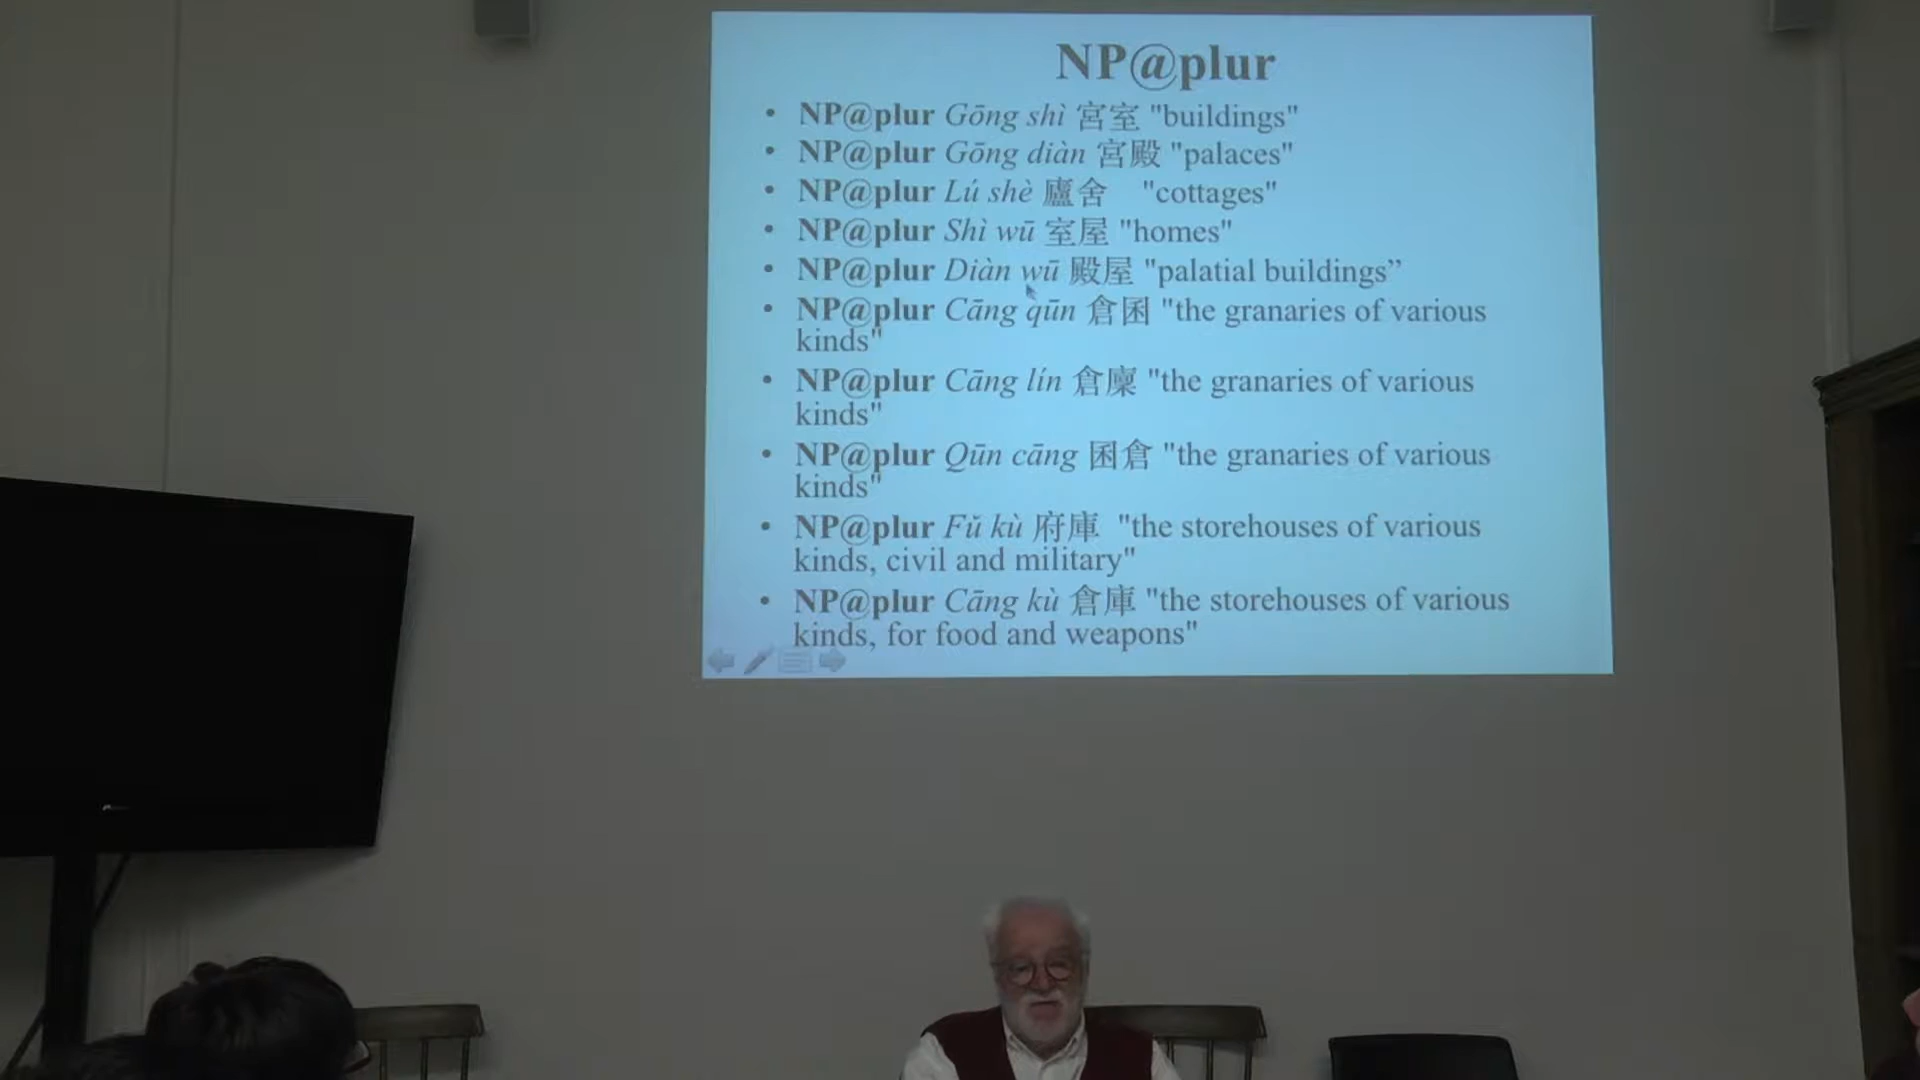 NP@plur
• NP@plur Gōng shì 宮室 "buildings"
• NP@plur Gōng diàn 宮殿 "palaces"
• NP@plur Lú shè 廬舍 "cottages"
• NP@plur Shì wū 室屋 "homes"
• NP@plur Diàn wū 殿屋 "palatial buildings”
• NP@plur Cāng qūn 倉囷 "the granaries of various
kinds"
• NP@plur Cāng lín 倉廩 "the granaries of various
kinds"
• NP@plur Qūn cāng 囷倉 "the granaries of various
kinds"
• NP@plur Fŭ kù 府庫 "the storehouses of various
kinds, civil and military"
• NP@plur Cāng kù 倉庫 "the storehouses of various
kinds, for food and weapons"